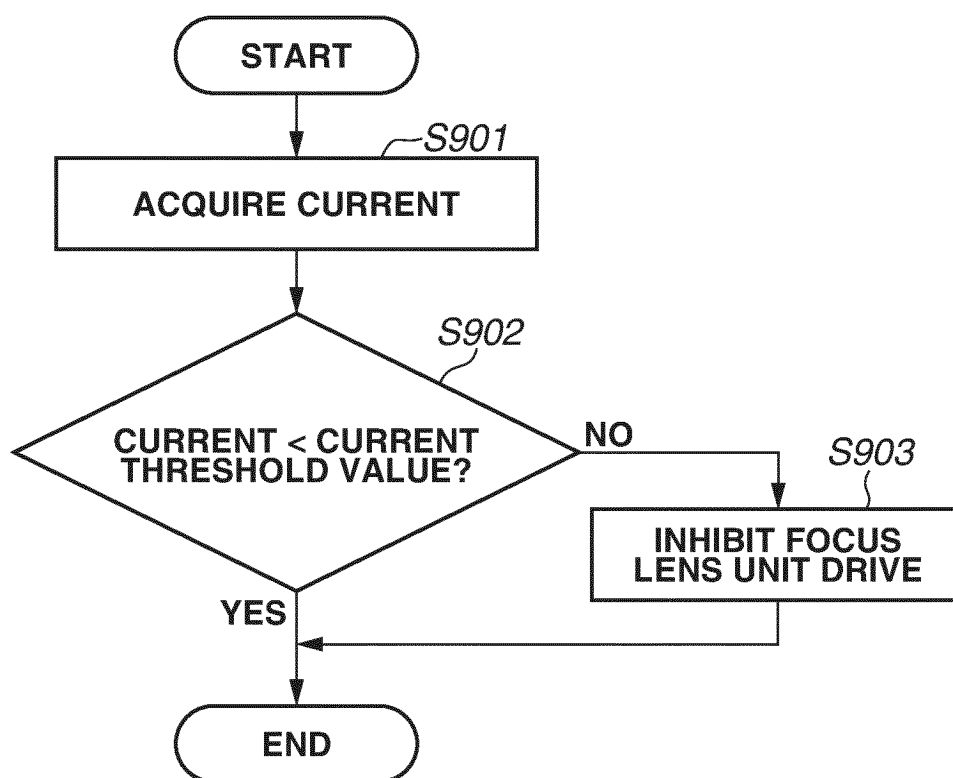 START
S901
ACQUIRE CURRENT
S902
CURRENT < CURRENT
THRESHOLD VALUE?
NO
S903
INHIBIT FOCUS
LENS UNIT DRIVE
YES
END